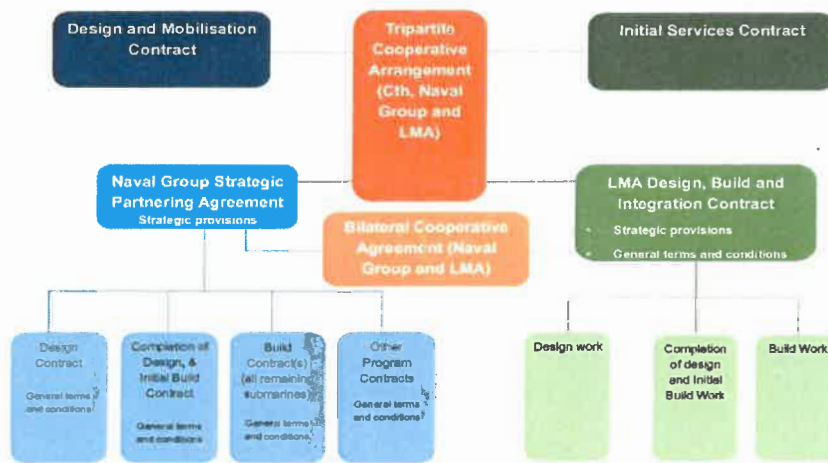 Design and Mobilisation
Contract
Tripartite
Cooperative
Arrangement
(Cth, Naval
Group and
LMA)
Initial Services Contract
Naval Group Strategic
Partnering Agreement
Strategic provisions
LMA Design, Build and
Integration Contract
Strategic provisions
General terms and conditions
Bilateral Cooperative
Agreement (Naval
Group and LMA)
Design
Contract
General terms
and conditions
Completion of
Design, &
Initial Build
Contract
General terms
and conditions
Build
Contract(s)
(all remaining
submarines)
General terms
and conditions
Other
Program
Contracts
General terms
and conditions
Design work
Completion
of design
and Initial
Build Work
Build Work